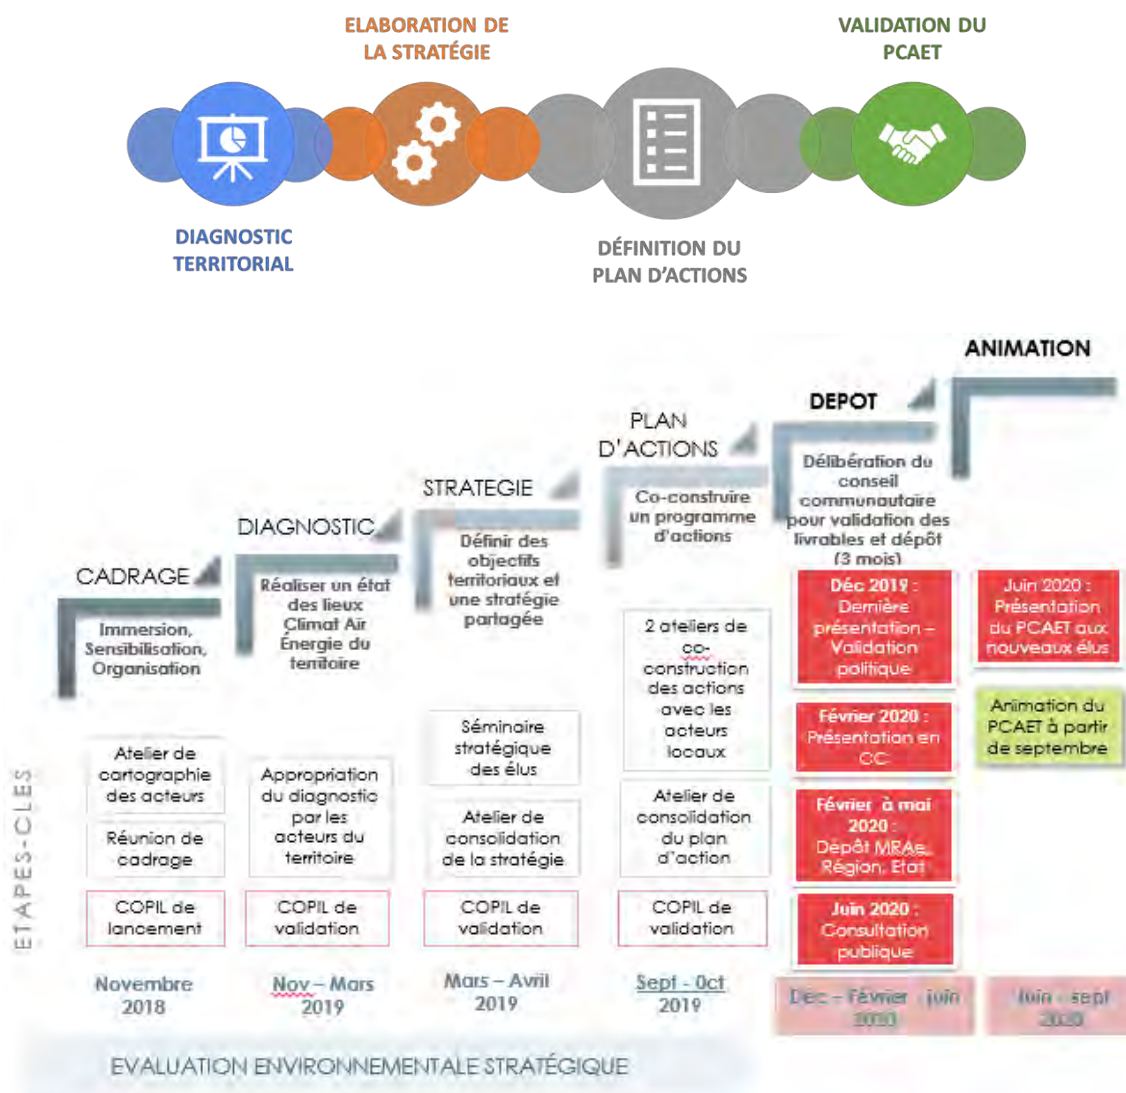 ELABORATION DE
LA STRATÉGIE
VALIDATION DU
PCAET
DIAGNOSTIC
TERRITORIAL
DÉFINITION DU
PLAN D'ACTIONS
ETAPES-CLES
CADRAGE
Immersion,
Sensibilisation,
Organisation
Atelier de
cartographie
des acteurs
Réunion de
cadrage
COPIL de
lancement
Novembre
2018
DIAGNOSTIC
Réaliser un état
des lieux
Climat Air
Énergie du
territoire
Appropriation
du diagnostic
par les
acteurs du
territoire
COPIL de
validation
Nov – Mars
2019
STRATEGIE
Définir des
objectifs
territoriaux et
une stratégie
partagée
Séminaire
stratégique
des élus
Atelier de
consolidation
de la stratégie
COPIL de
validation
Mars – Avril
2019
PLAN
D'ACTIONS
Co-construire
un programme
d'actions
2 ateliers de
co-
construction
des actions
avec les
acteurs
locaux
Atelier de
consolidation
du plan
d'action
COPIL de
validation
Sept - Oct
2019
DEPOT
Délibération du
conseil
communautaire
pour validation des
livrables et dépôt
(3 mois)
Déc 2019 :
Dernière
présentation –
Validation
politique
Février 2020 :
Présentation en
CC
Février à mai
2020 :
Dépôt MRAe,
Région, Etat
Juin 2020 :
Consultation
publique
Déc – Février - juin
2020
ANIMATION
Juin 2020 :
Présentation
du PCAET aux
nouveaux élus
Animation du
PCAET à partir
de septembre
Juin - sept
2020
EVALUATION ENVIRONNEMENTALE STRATÉGIQUE